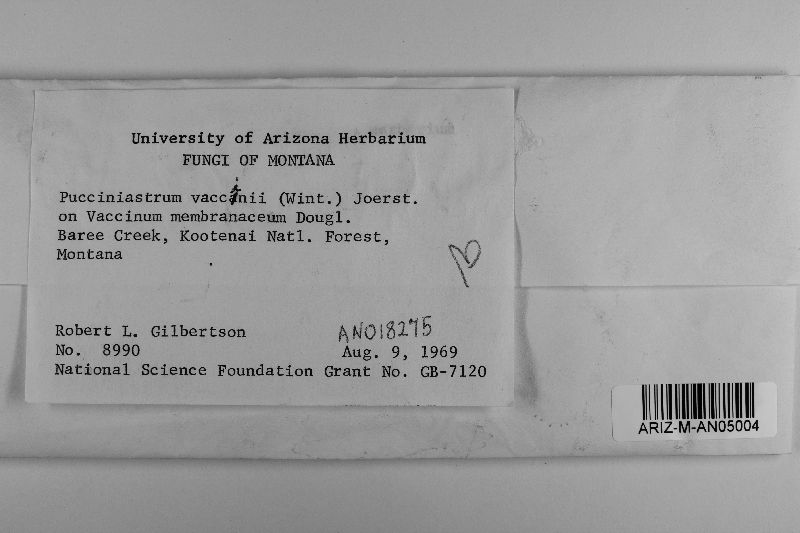 University of Arizona Herbarium
FUNGI OF MONTANA
Pucciniastrum vaccinii (Wint.) Joerst.
on Vaccinum membranaceum Dougl.
Baree Creek, Kootenai Natl. Forest,
Montana
Robert L. Gilbertson
AN018275
No. 8990
Aug. 9, 1969
National Science Foundation Grant No. GB-7120
ARIZ-M-AN05004